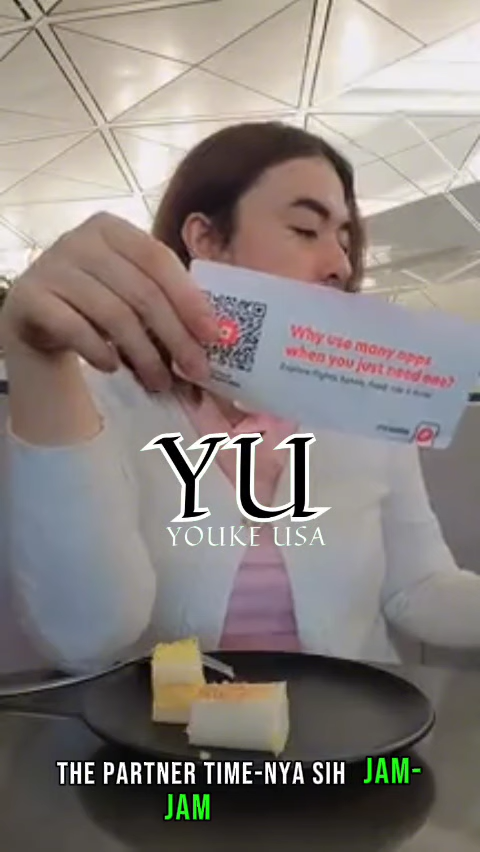 Why use many apps
when you just need one?
YU
YOUKE USA
THE PARTNER TIME-NYA SIH JAM-
JAM